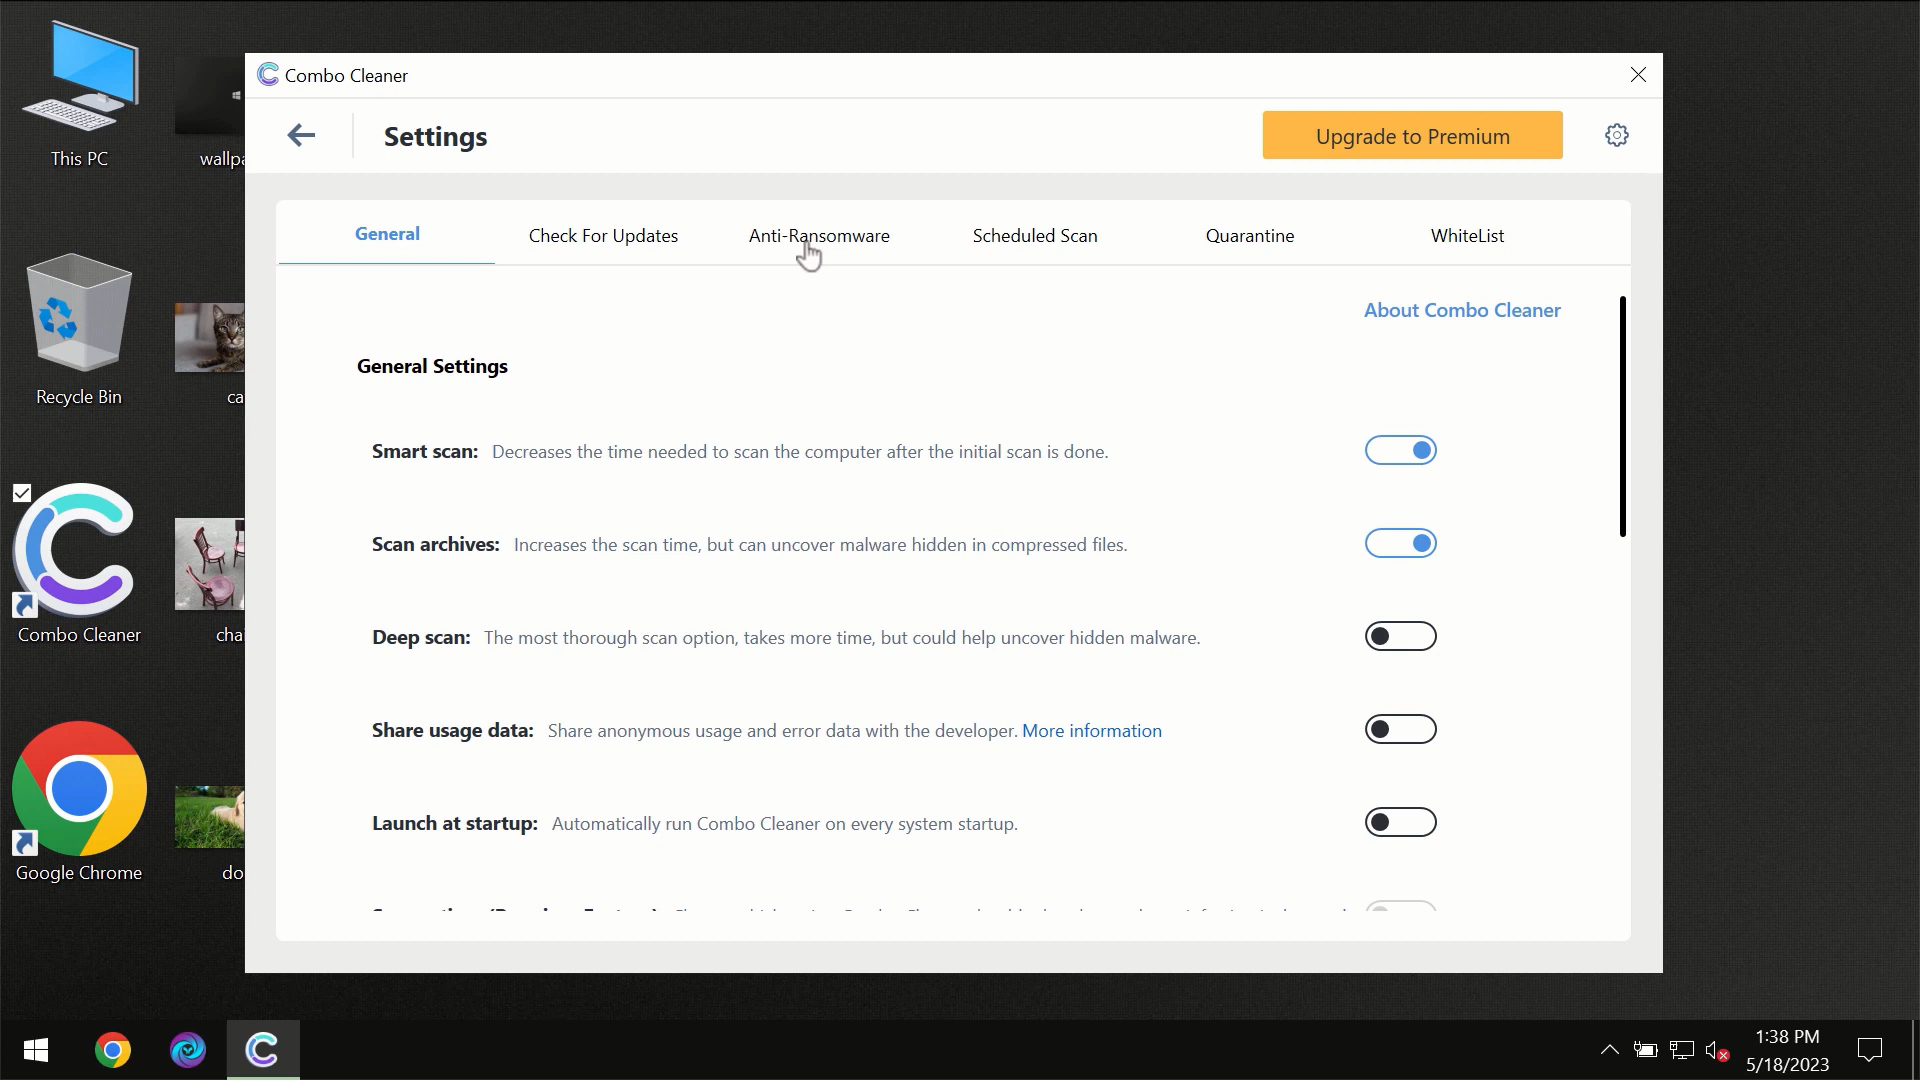 Combo Cleaner
Settings
Upgrade to Premium
General
Check For Updates
Anti-Ransomware
Scheduled Scan
Quarantine
WhiteList
About Combo Cleaner
General Settings
Smart scan: Decreases the time needed to scan the computer after the initial scan is done.
Scan archives: Increases the scan time, but can uncover malware hidden in compressed files.
Deep scan: The most thorough scan option, takes more time, but could help uncover hidden malware.
Share usage data: Share anonymous usage and error data with the developer. More information
Launch at startup: Automatically run Combo Cleaner on every system startup.
This PC
wallpa
Recycle Bin
ca
Combo Cleaner
chai
Google Chrome
do
1:38 PM
5/18/2023